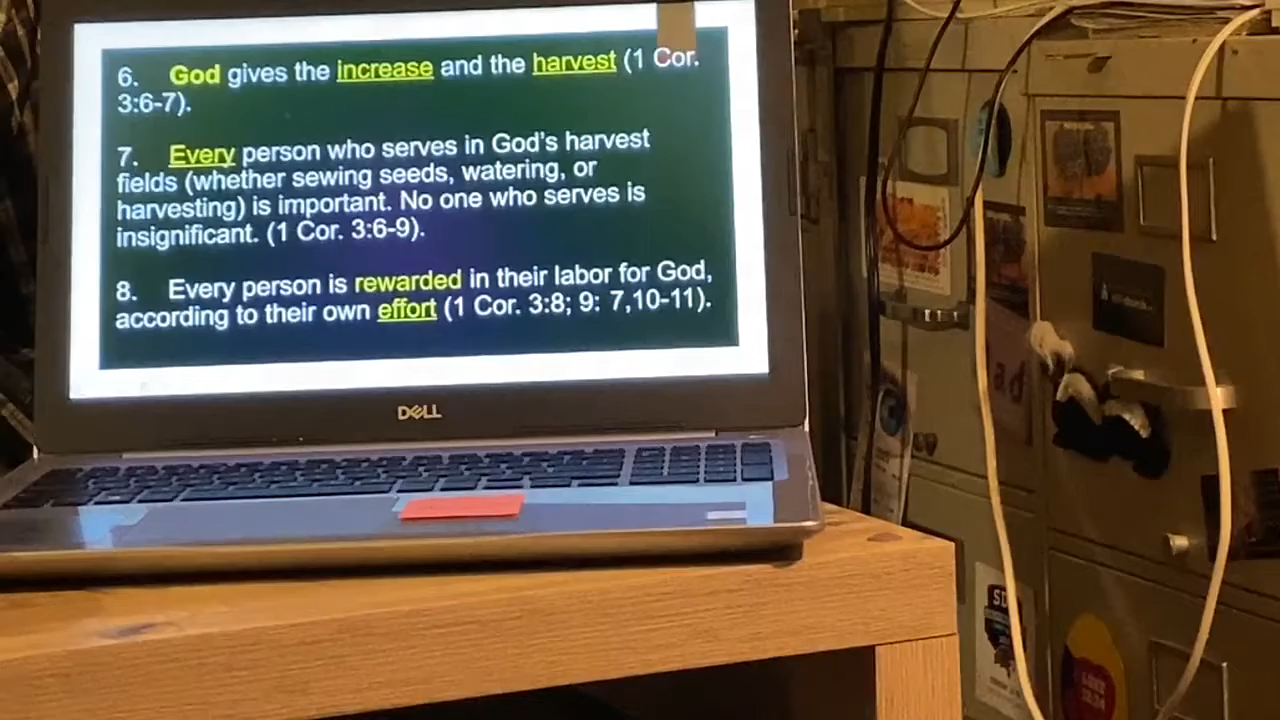 6. God gives the increase and the harvest (1 Cor.
3:6-7).
7. Every person who serves in God's harvest
fields (whether sewing seeds, watering, or
harvesting) is important. No one who serves is
insignificant. (1 Cor. 3:6-9).
8. Every person is rewarded in their labor for God,
according to their own effort (1 Cor. 3:8; 9: 7,10-11).
DELL
ad